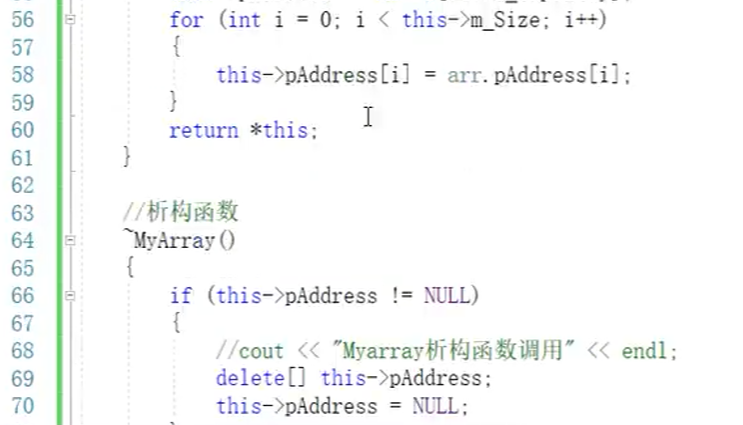 56 for (int i = 0; i < this->m_Size; i++)
57 {
58 this->pAddress[i] = arr.pAddress[i];
59 }
60 return *this;
61 }
62
63 //析构函数
64 ~MyArray()
65 {
66 if (this->pAddress != NULL)
67 {
68 //cout << "Myarray析构函数调用" << endl;
69 delete[] this->pAddress;
70 this->pAddress = NULL;